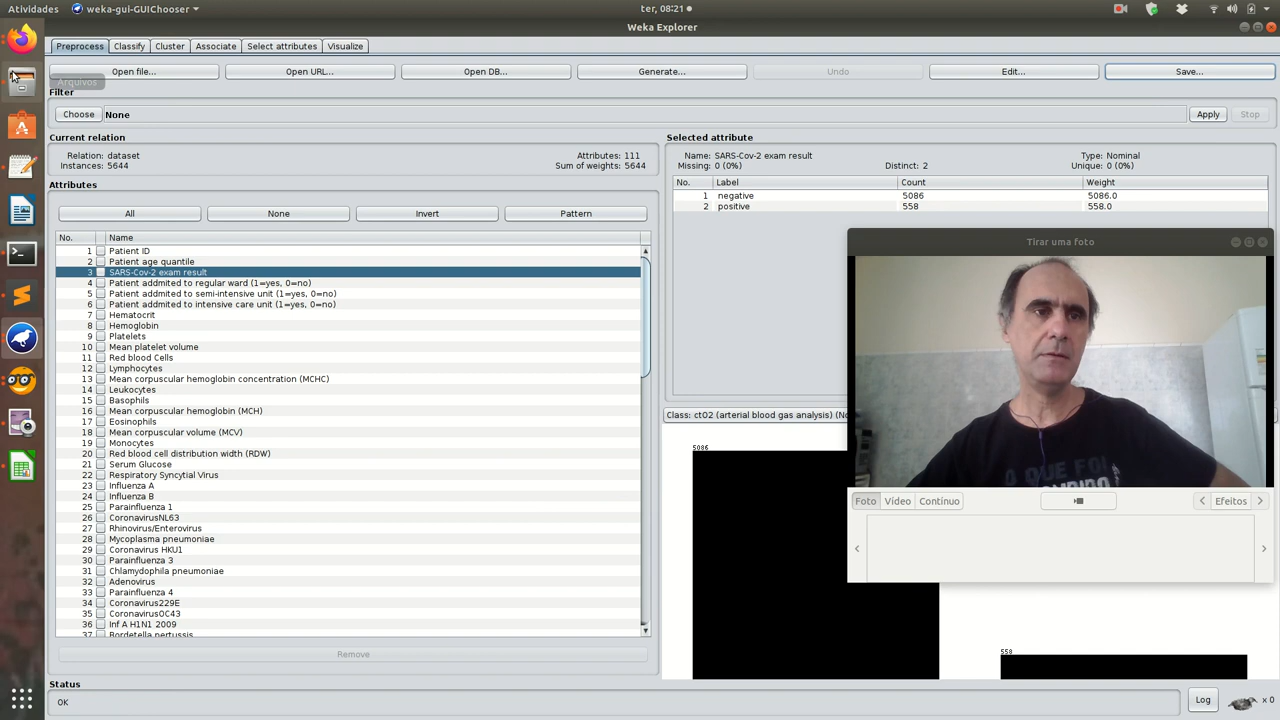 Atividades
weka-gui-GUIChooser
ter, 08:21
Weka Explorer
Preprocess
Classify
Cluster
Associate
Select attributes
Visualize
Open file...
Open URL...
Open DB...
Generate...
Undo
Edit...
Save...
Arquivos
Filter
Choose
None
Apply
Stop
Current relation
Relation: dataset
Attributes: 111
Instances: 5644
Sum of weights: 5644
Attributes
All
None
Invert
Pattern
No. Name
1 Patient ID
2 Patient age quantile
3 SARS-Cov-2 exam result
4 Patient addmited to regular ward (1=yes, 0=no)
5 Patient addmited to semi-intensive unit (1=yes, 0=no)
6 Patient addmited to intensive care unit (1=yes, 0=no)
7 Hematocrit
8 Hemoglobin
9 Platelets
10 Mean platelet volume
11 Red blood Cells
12 Lymphocytes
13 Mean corpuscular hemoglobin concentration (MCHC)
14 Leukocytes
15 Basophils
16 Mean corpuscular hemoglobin (MCH)
17 Eosinophils
18 Mean corpuscular volume (MCV)
19 Monocytes
20 Red blood cell distribution width (RDW)
21 Serum Glucose
22 Respiratory Syncytial Virus
23 Influenza A
24 Influenza B
25 Parainfluenza 1
26 CoronavirusNL63
27 Rhinovirus/Enterovirus
28 Mycoplasma pneumoniae
29 Coronavirus HKU1
30 Parainfluenza 3
31 Chlamydophila pneumoniae
32 Adenovirus
33 Parainfluenza 4
34 Coronavirus229E
35 CoronavirusOC43
36 Inf A H1N1 2009
37 Bordetella pertussis
Remove
Selected attribute
Name: SARS-Cov-2 exam result
Type: Nominal
Missing: 0 (0%)
Distinct: 2
Unique: 0 (0%)
No. Label Count Weight
1 negative 5086 5086.0
2 positive 558 558.0
Tirar uma foto
O QUE FOI
Foto
Vídeo
Contínuo
Efeitos
Class: ctO2 (arterial blood gas analysis)
5086
558
Status
OK
Log
x 0